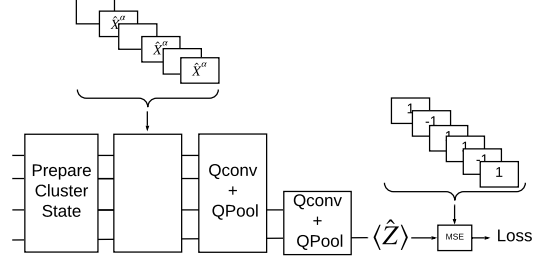 X̂^α
X̂^α
X̂^α
1
-1
1
1
-1
1
Prepare
Cluster
State
Qconv
+
QPool
Qconv
+
QPool
⟨Ẑ⟩
MSE
Loss